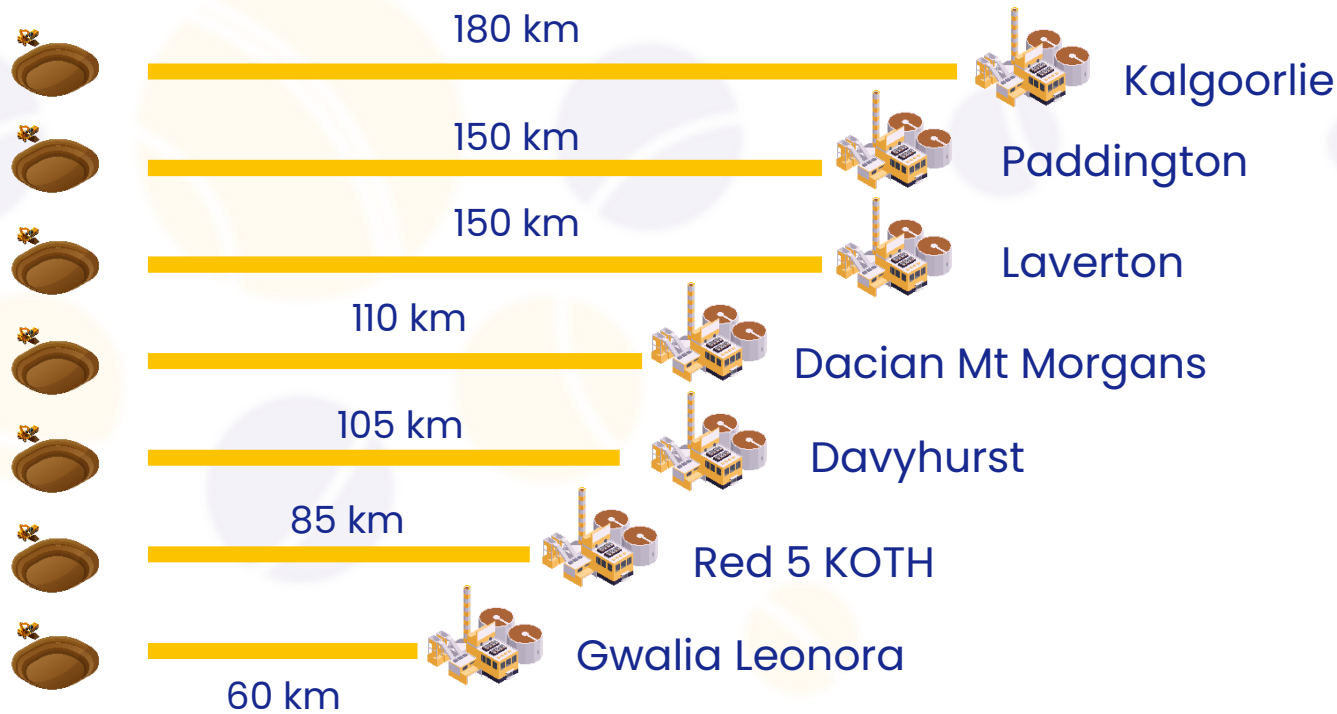 180 km
Kalgoorlie
150 km
Paddington
150 km
Laverton
110 km
Dacian Mt Morgans
105 km
Davyhurst
85 km
Red 5 KOTH
Gwalia Leonora
60 km